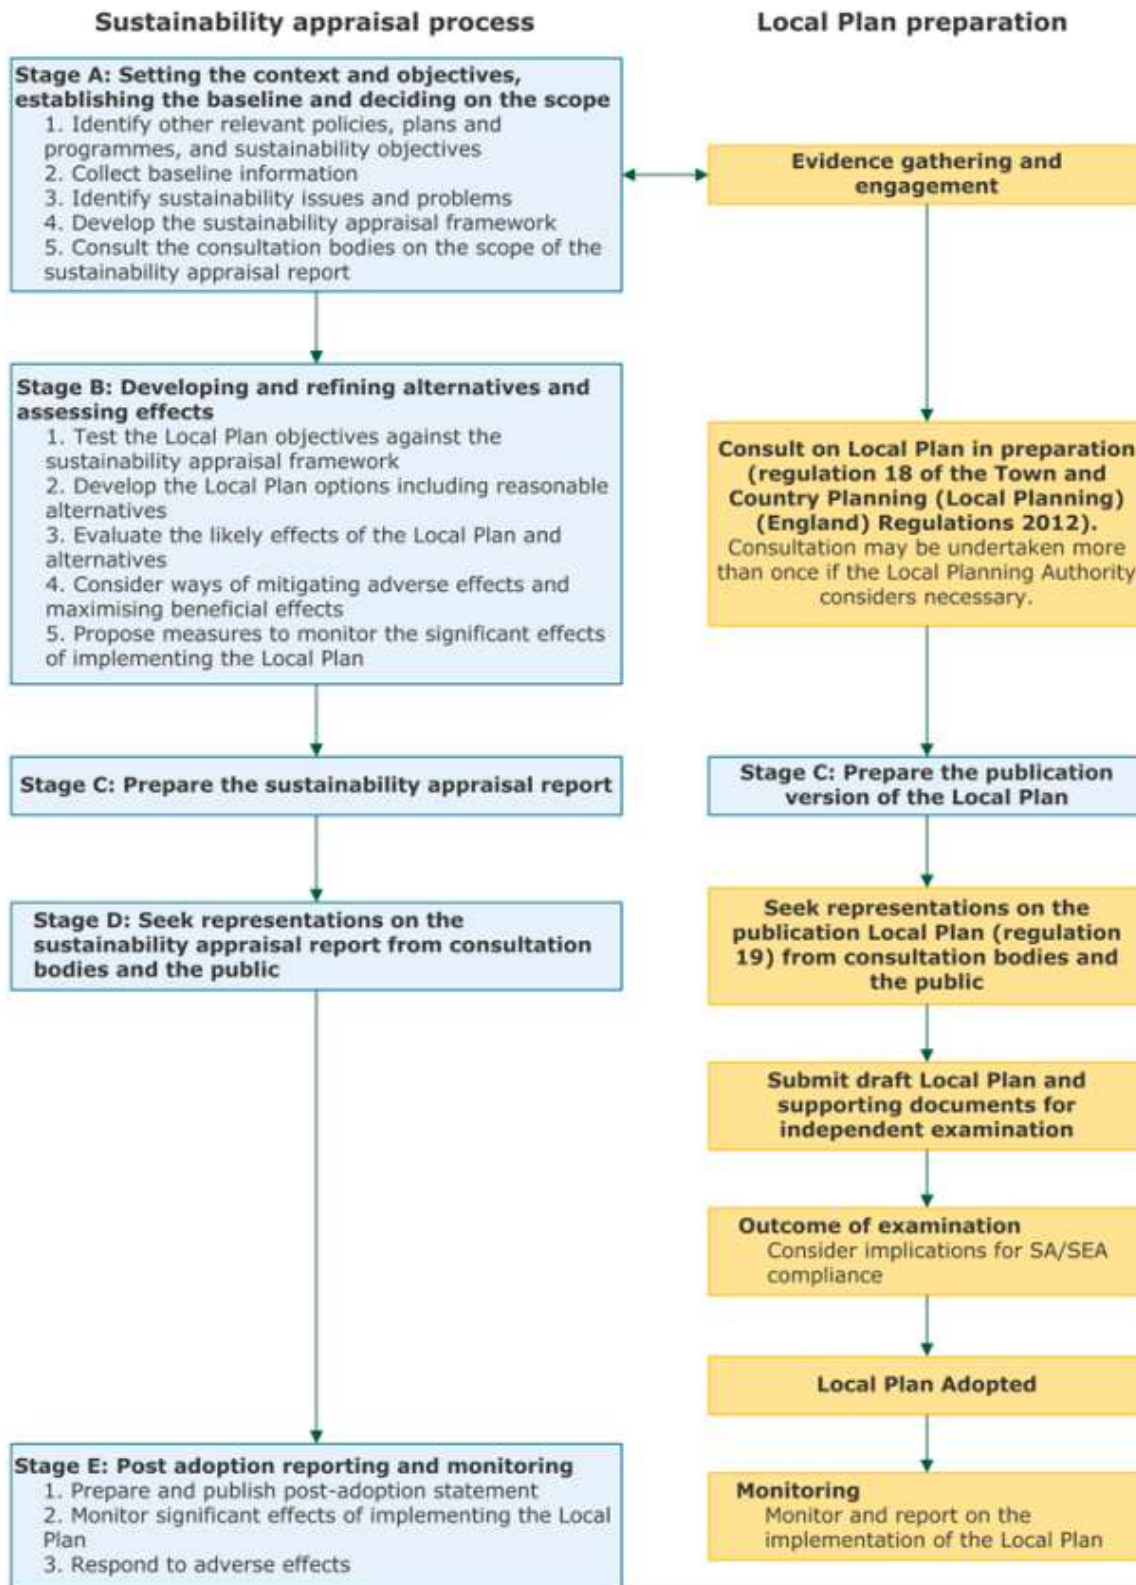 Sustainability appraisal process
Local Plan preparation
Stage A: Setting the context and objectives,
establishing the baseline and deciding on the scope
1. Identify other relevant policies, plans and
programmes, and sustainability objectives
2. Collect baseline information
3. Identify sustainability issues and problems
4. Develop the sustainability appraisal framework
5. Consult the consultation bodies on the scope of the
sustainability appraisal report
Evidence gathering and
engagement
Stage B: Developing and refining alternatives and
assessing effects
1. Test the Local Plan objectives against the
sustainability appraisal framework
2. Develop the Local Plan options including reasonable
alternatives
3. Evaluate the likely effects of the Local Plan and
alternatives
4. Consider ways of mitigating adverse effects and
maximising beneficial effects
5. Propose measures to monitor the significant effects
of implementing the Local Plan
Consult on Local Plan in preparation
(regulation 18 of the Town and
Country Planning (Local Planning)
(England) Regulations 2012).
Consultation may be undertaken more
than once if the Local Planning Authority
considers necessary.
Stage C: Prepare the sustainability appraisal report
Stage C: Prepare the publication
version of the Local Plan
Stage D: Seek representations on the
sustainability appraisal report from consultation
bodies and the public
Seek representations on the
publication Local Plan (regulation
19) from consultation bodies and
the public
Submit draft Local Plan and
supporting documents for
independent examination
Outcome of examination
Consider implications for SA/SEA
compliance
Local Plan Adopted
Stage E: Post adoption reporting and monitoring
1. Prepare and publish post-adoption statement
2. Monitor significant effects of implementing the Local
Plan
3. Respond to adverse effects
Monitoring
Monitor and report on the
implementation of the Local Plan